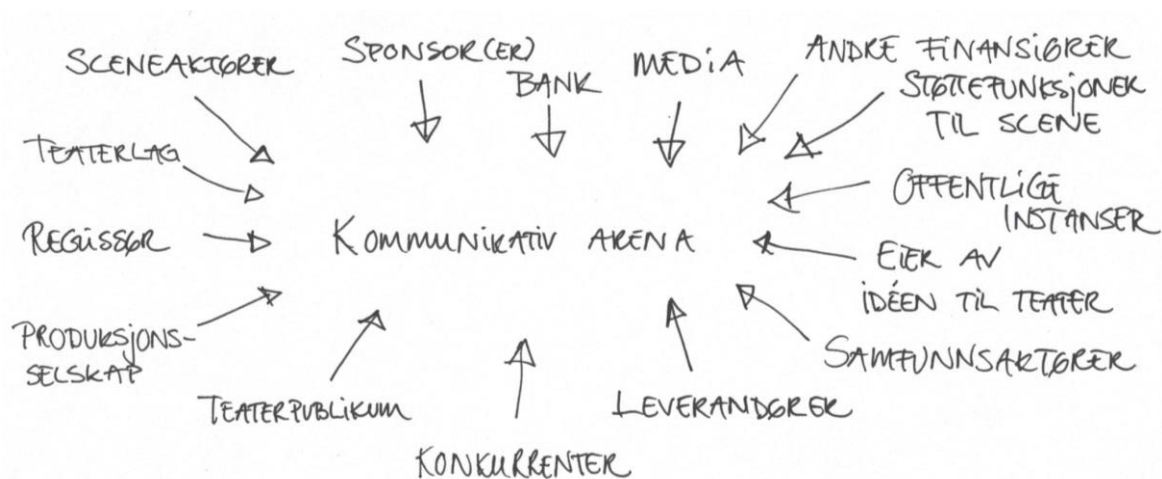 SCENEAKTØRER
SPONSOR(ER)
BANK
MEDIA
ANDRE FINANSIØRER
STØTTEFUNKSJONER
TIL SCENE
TEATERLAG
OFFENTLIGE
INSTANSER
REGISSØR
KOMMUNIKATIV ARENA
EIER AV
IDÉEN TIL TEATER
PRODUKSJONS-
SELSKAP
SAMFUNNSAKTØRER
TEATERPUBLIKUM
LEVERANDØRER
KONKURRENTER